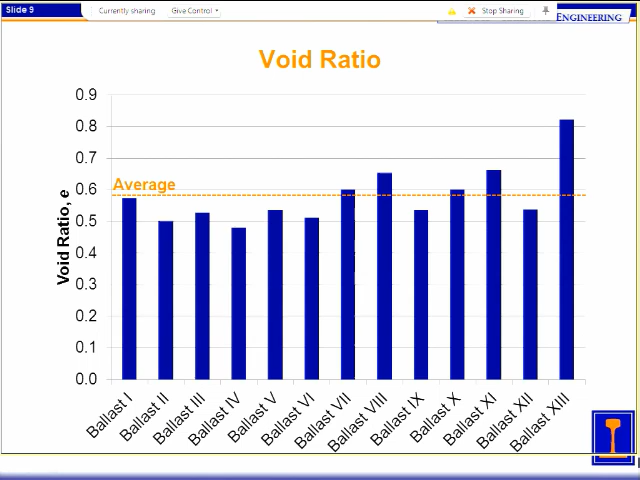 Slide 9
Currently sharing
Give Control
Stop Sharing
ENGINEERING
Void Ratio
0.9
0.8
0.7
0.6
0.5
0.4
0.3
0.2
0.1
0.0
Void Ratio, e
Average
Ballast I
Ballast II
Ballast III
Ballast IV
Ballast V
Ballast VI
Ballast VII
Ballast VIII
Ballast IX
Ballast X
Ballast XI
Ballast XII
Ballast XIII